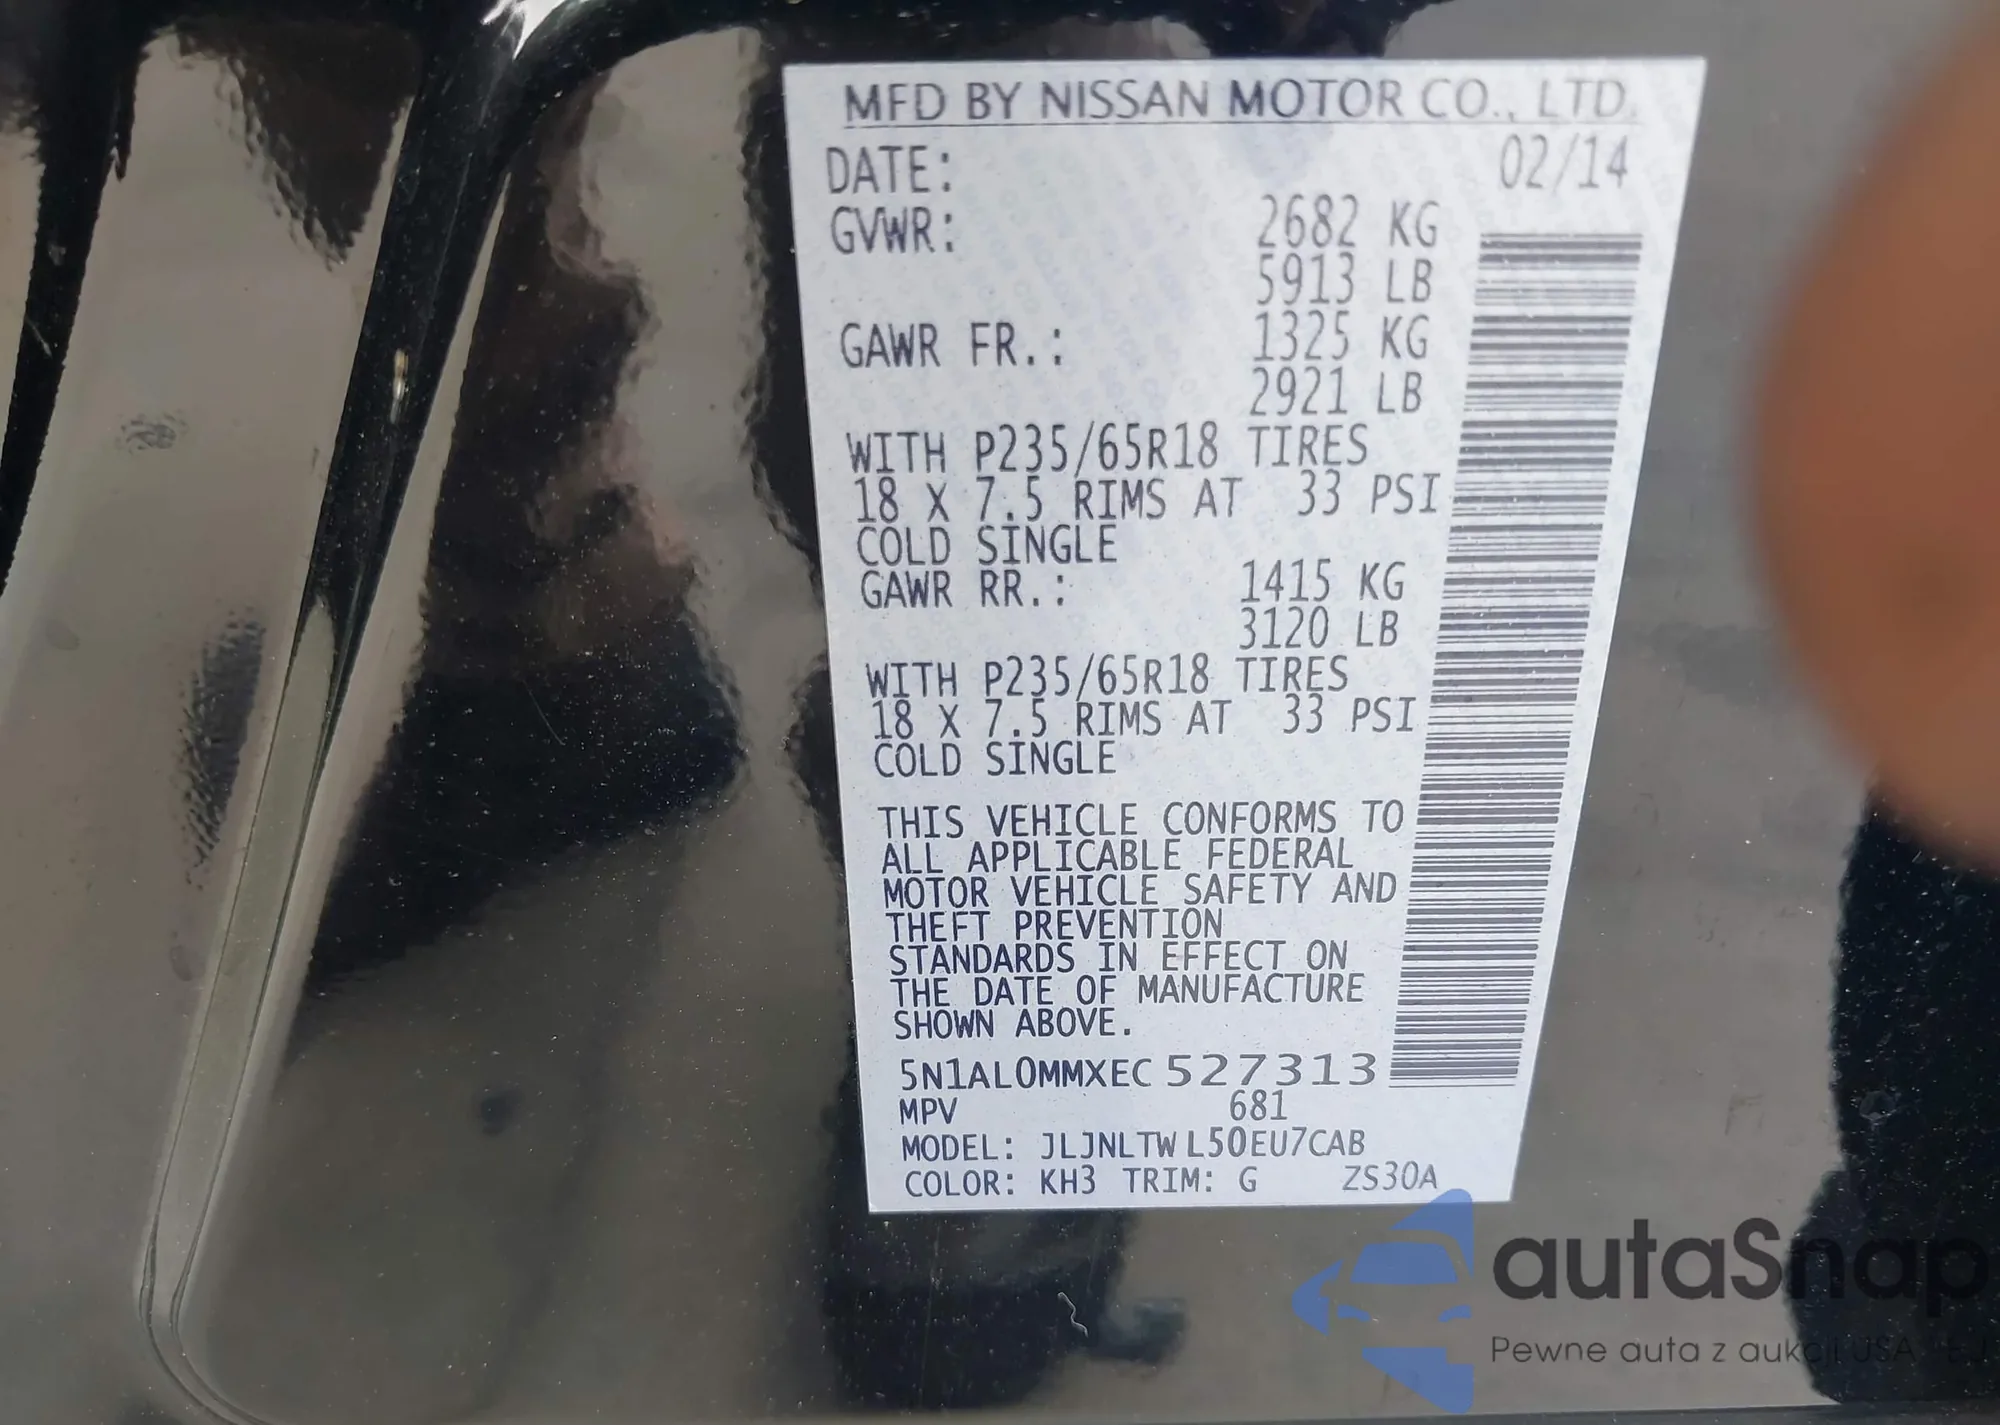 MFD BY NISSAN MOTOR CO., LTD.
DATE: 02/14
GVWR: 2682 KG
5913 LB
GAWR FR.: 1325 KG
2921 LB
WITH P235/65R18 TIRES
18 X 7.5 RIMS AT 33 PSI
COLD SINGLE
GAWR RR.: 1415 KG
3120 LB
WITH P235/65R18 TIRES
18 X 7.5 RIMS AT 33 PSI
COLD SINGLE
THIS VEHICLE CONFORMS TO
ALL APPLICABLE FEDERAL
MOTOR VEHICLE SAFETY AND
THEFT PREVENTION
STANDARDS IN EFFECT ON
THE DATE OF MANUFACTURE
SHOWN ABOVE.
5N1AL0MMXEC527313
MPV 681
MODEL: JLJNLTW L50EU7CAB
COLOR: KH3 TRIM: G ZS30A
autaSnap
Pewne auta z aukcji USA